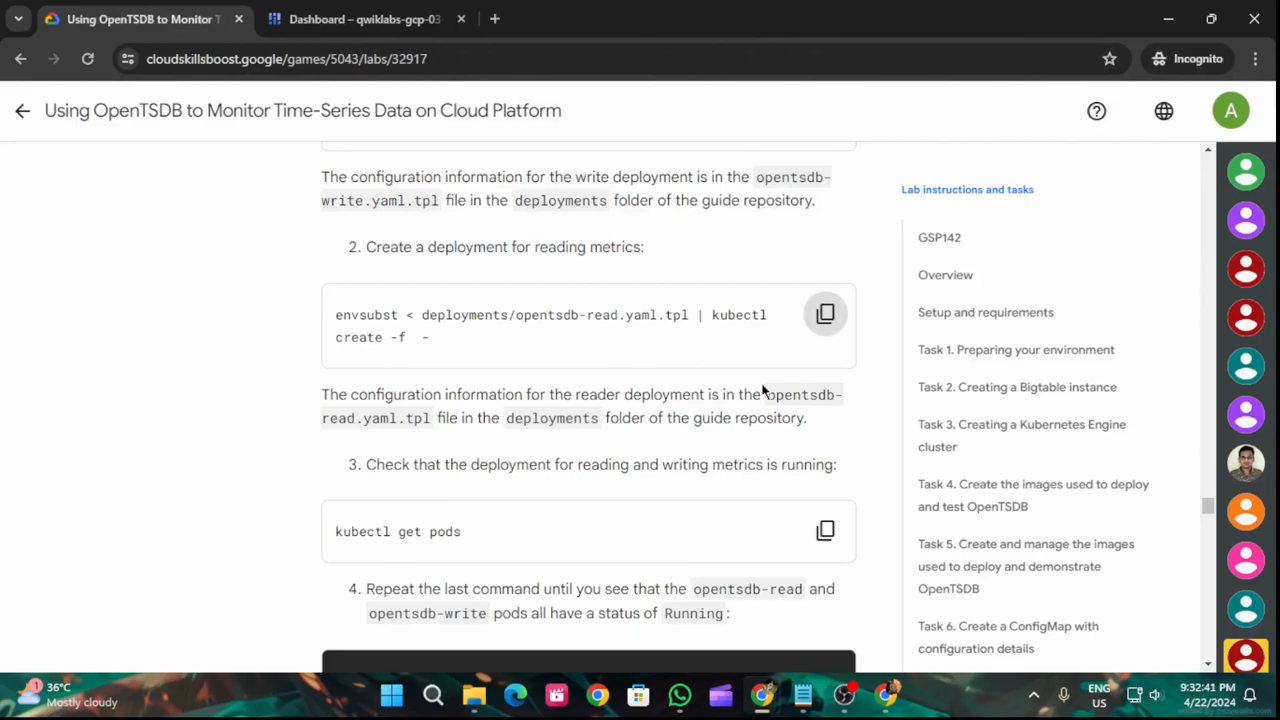 Using OpenTSDB to Monitor T
Dashboard – qwiklabs-gcp-03-
cloudskillsboost.google/games/5043/labs/32917
Incognito
Using OpenTSDB to Monitor Time-Series Data on Cloud Platform
A
The configuration information for the write deployment is in the opentsdb-
write.yaml.tpl file in the deployments folder of the guide repository.
2. Create a deployment for reading metrics:
envsubst < deployments/opentsdb-read.yaml.tpl | kubectl
create -f  -
The configuration information for the reader deployment is in the opentsdb-
read.yaml.tpl file in the deployments folder of the guide repository.
3. Check that the deployment for reading and writing metrics is running:
kubectl get pods
4. Repeat the last command until you see that the opentsdb-read and
opentsdb-write pods all have a status of Running:
Lab instructions and tasks
GSP142
Overview
Setup and requirements
Task 1. Preparing your environment
Task 2. Creating a Bigtable instance
Task 3. Creating a Kubernetes Engine
cluster
Task 4. Create the images used to deploy
and test OpenTSDB
Task 5. Create and manage the images
used to deploy and demonstrate
OpenTSDB
Task 6. Create a ConfigMap with
configuration details
1
36°C
Mostly cloudy
ENG
US
9:32:41 PM
4/22/2024